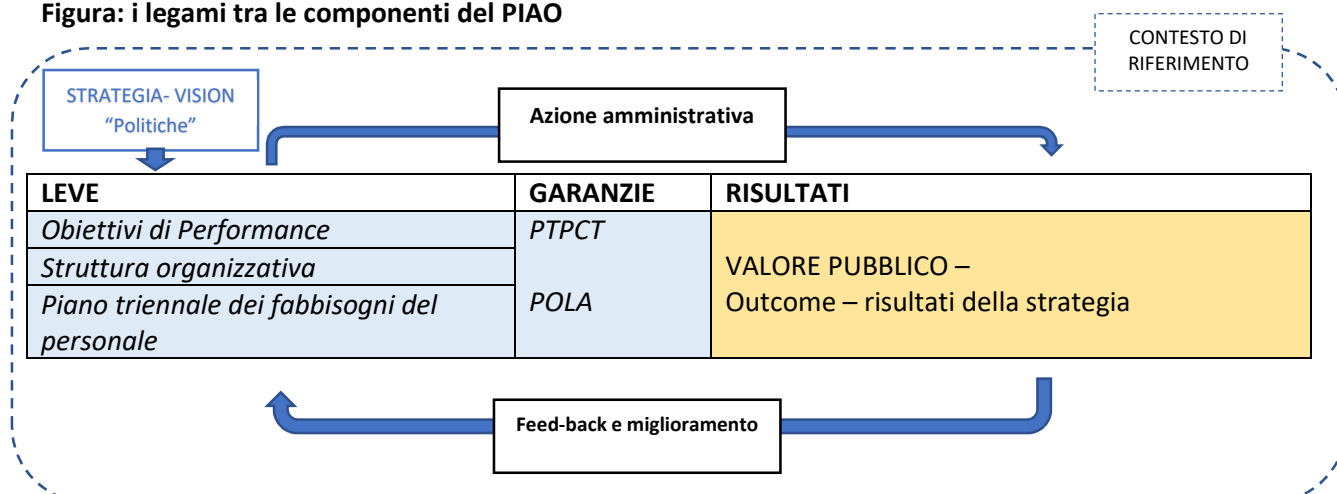 Figura: i legami tra le componenti del PIAO
CONTESTO DI
RIFERIMENTO
STRATEGIA- VISION
“Politiche”
Azione amministrativa
LEVE GARANZIE RISULTATI
Obiettivi di Performance PTPCT
Struttura organizzativa VALORE PUBBLICO –
Piano triennale dei fabbisogni del POLA Outcome – risultati della strategia
personale
Feed-back e miglioramento